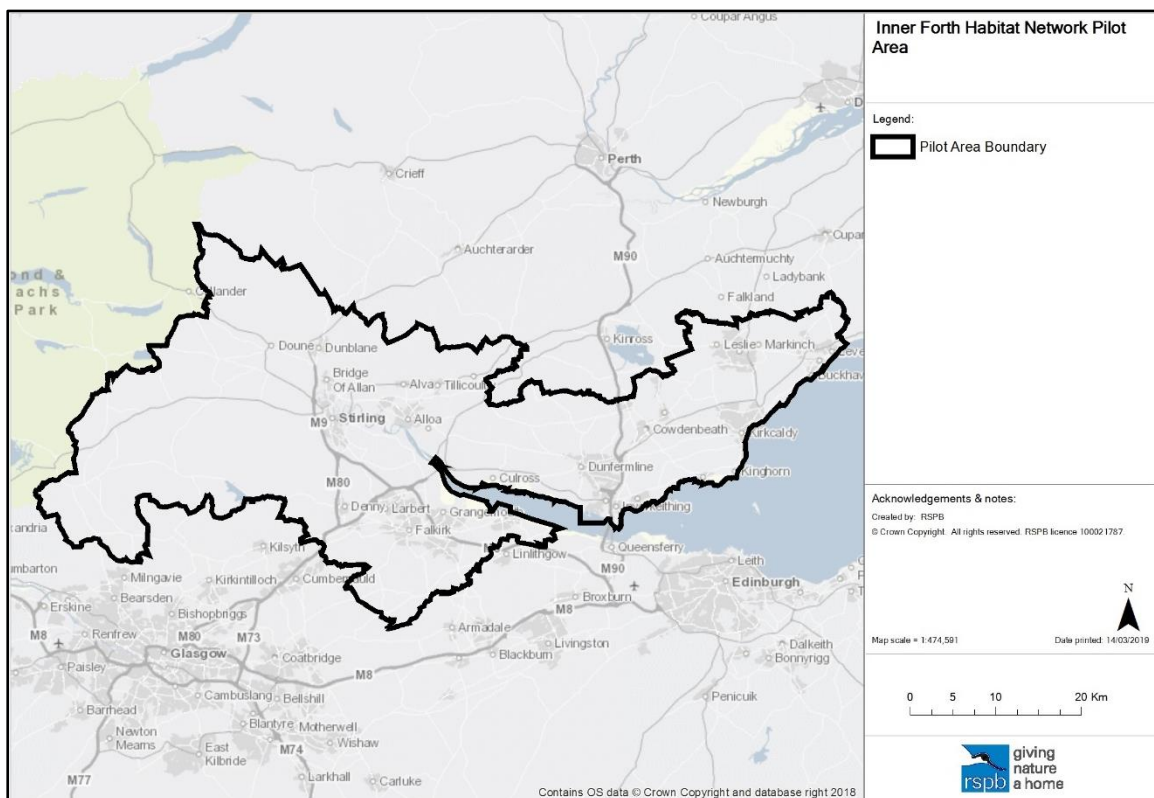 Coupar Angus
Perth
Crieff
Newburgh
Auchterarder
M90
Cupar
Auchtermuchty
Ladybank
Falkland
Park
Kinross
Leslie
Markinch
Doune
Dunblane
Bridge
Of Allan
Alva
M9
Stirling
Alloa
Cowdenbeath
Kirkcaldy
Dunfermline
Kinghorn
Culross
M80
Denny
Larbert
Falkirk
Kilsyth
Linlithgow
Queensferry
Leith
M90
Edinburgh
Milngavie
Kirkintilloch
Bearsden
Erskine
Bishopbriggs
Broxburn
M8
M8
Renfrew
M80
M73
Armadale
Livingston
Dalkeith
Glasgow
Coatbridge
Blackburn
Bonnyrigg
Paisley
M8
Cambuslang
Bellshill
Penicuik
Barrhead
Blantyre
Motherwell
Newton
Mearns
Wishaw
East
Kilbride
M74
M77
Larkhall
Carluke
Contains OS data © Crown Copyright and database right 2018
Inner Forth Habitat Network Pilot
Area
Legend:
Pilot Area Boundary
Acknowledgements & notes:
Created by: RSPB
© Crown Copyright. All rights reserved. RSPB licence 100021787
N
Map scale = 1:474,591
Date printed: 14/03/2019
0 5 10 20 Km
rspb
giving
nature
a home